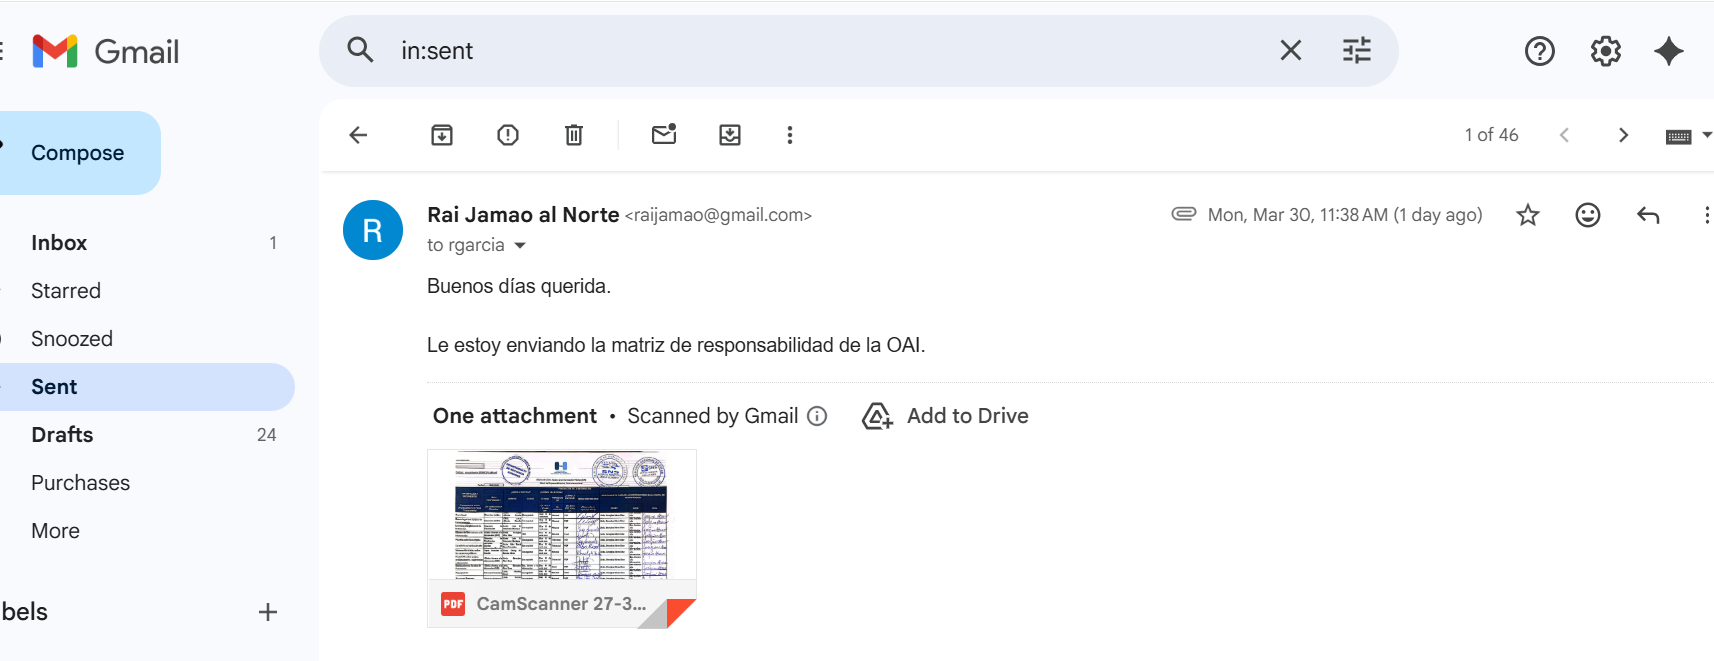 Gmail
in:sent
Compose
1 of 46
Inbox 1
Starred
Snoozed
Sent
Drafts 24
Purchases
More
bels
Rai Jamao al Norte <raijamao@gmail.com>
Mon, Mar 30, 11:38 AM (1 day ago)
to rgarcia
Buenos días querida.
Le estoy enviando la matriz de responsabilidad de la OAI.
One attachment • Scanned by Gmail
Add to Drive
PDF CamScanner 27-3...